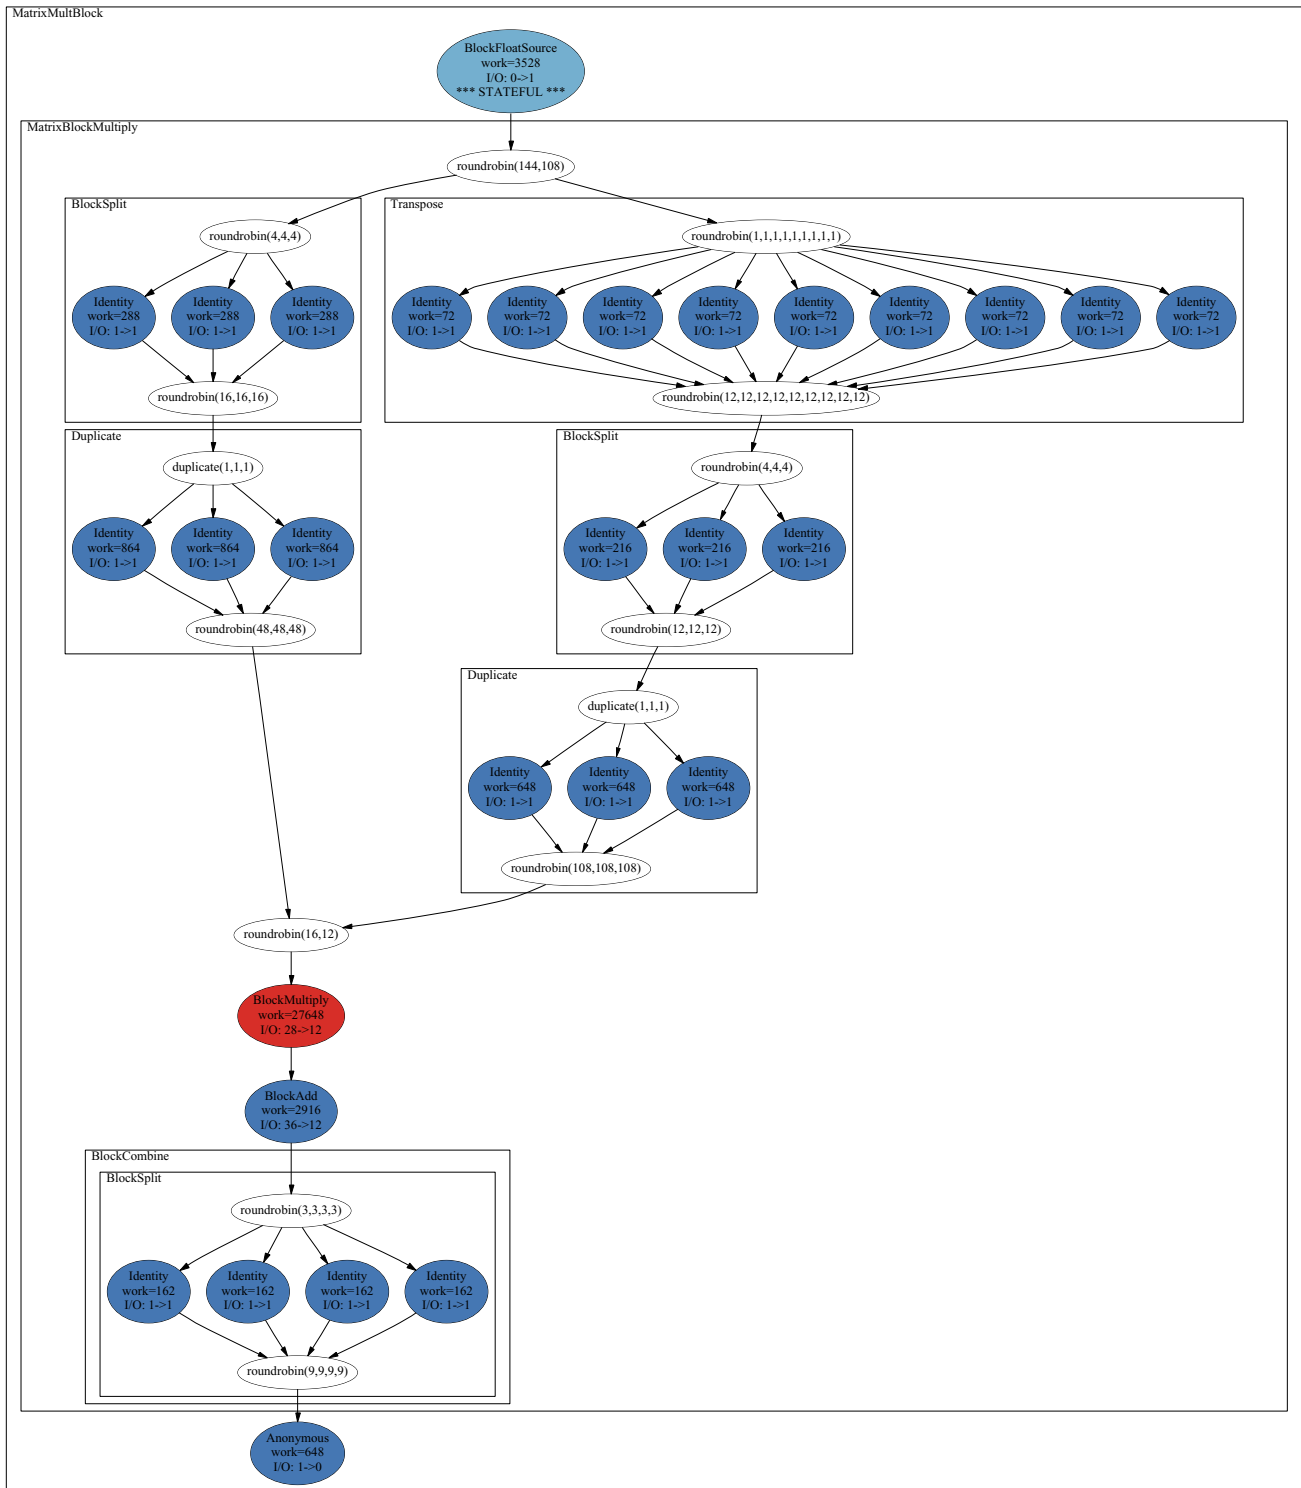 MatrixMultBlock
BlockFloatSource
work=3528
I/O: 0->1
*** STATEFUL ***
MatrixBlockMultiply
roundrobin(144,108)
BlockSplit
roundrobin(4,4,4)
Identity
work=288
I/O: 1->1
Identity
work=288
I/O: 1->1
Identity
work=288
I/O: 1->1
roundrobin(16,16,16)
Transpose
roundrobin(1,1,1,1,1,1,1,1,1)
Identity
work=72
I/O: 1->1
Identity
work=72
I/O: 1->1
Identity
work=72
I/O: 1->1
Identity
work=72
I/O: 1->1
Identity
work=72
I/O: 1->1
Identity
work=72
I/O: 1->1
Identity
work=72
I/O: 1->1
Identity
work=72
I/O: 1->1
Identity
work=72
I/O: 1->1
roundrobin(12,12,12,12,12,12,12,12,12)
Duplicate
duplicate(1,1,1)
Identity
work=864
I/O: 1->1
Identity
work=864
I/O: 1->1
Identity
work=864
I/O: 1->1
roundrobin(48,48,48)
BlockSplit
roundrobin(4,4,4)
Identity
work=216
I/O: 1->1
Identity
work=216
I/O: 1->1
Identity
work=216
I/O: 1->1
roundrobin(12,12,12)
Duplicate
duplicate(1,1,1)
Identity
work=648
I/O: 1->1
Identity
work=648
I/O: 1->1
Identity
work=648
I/O: 1->1
roundrobin(108,108,108)
roundrobin(16,12)
BlockMultiply
work=27648
I/O: 28->12
BlockAdd
work=2916
I/O: 36->12
BlockCombine
BlockSplit
roundrobin(3,3,3,3)
Identity
work=162
I/O: 1->1
Identity
work=162
I/O: 1->1
Identity
work=162
I/O: 1->1
Identity
work=162
I/O: 1->1
roundrobin(9,9,9,9)
Anonymous
work=648
I/O: 1->0